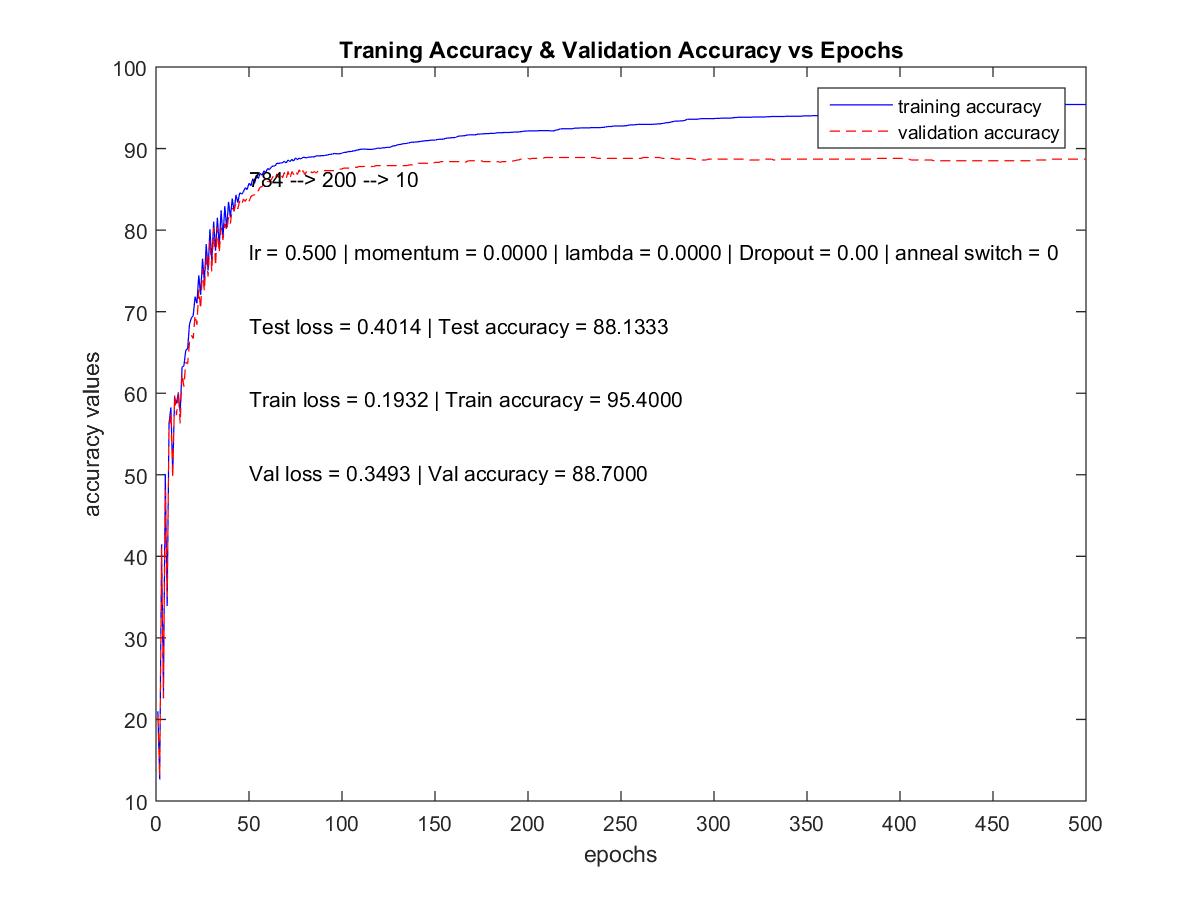 Traning Accuracy & Validation Accuracy vs Epochs
100
90
80
70
60
50
40
30
20
10
accuracy values
training accuracy
validation accuracy
784 --> 200 --> 10
lr = 0.500 | momentum = 0.0000 | lambda = 0.0000 | Dropout = 0.00 | anneal switch = 0
Test loss = 0.4014 | Test accuracy = 88.1333
Train loss = 0.1932 | Train accuracy = 95.4000
Val loss = 0.3493 | Val accuracy = 88.7000
0 50 100 150 200 250 300 350 400 450 500
epochs